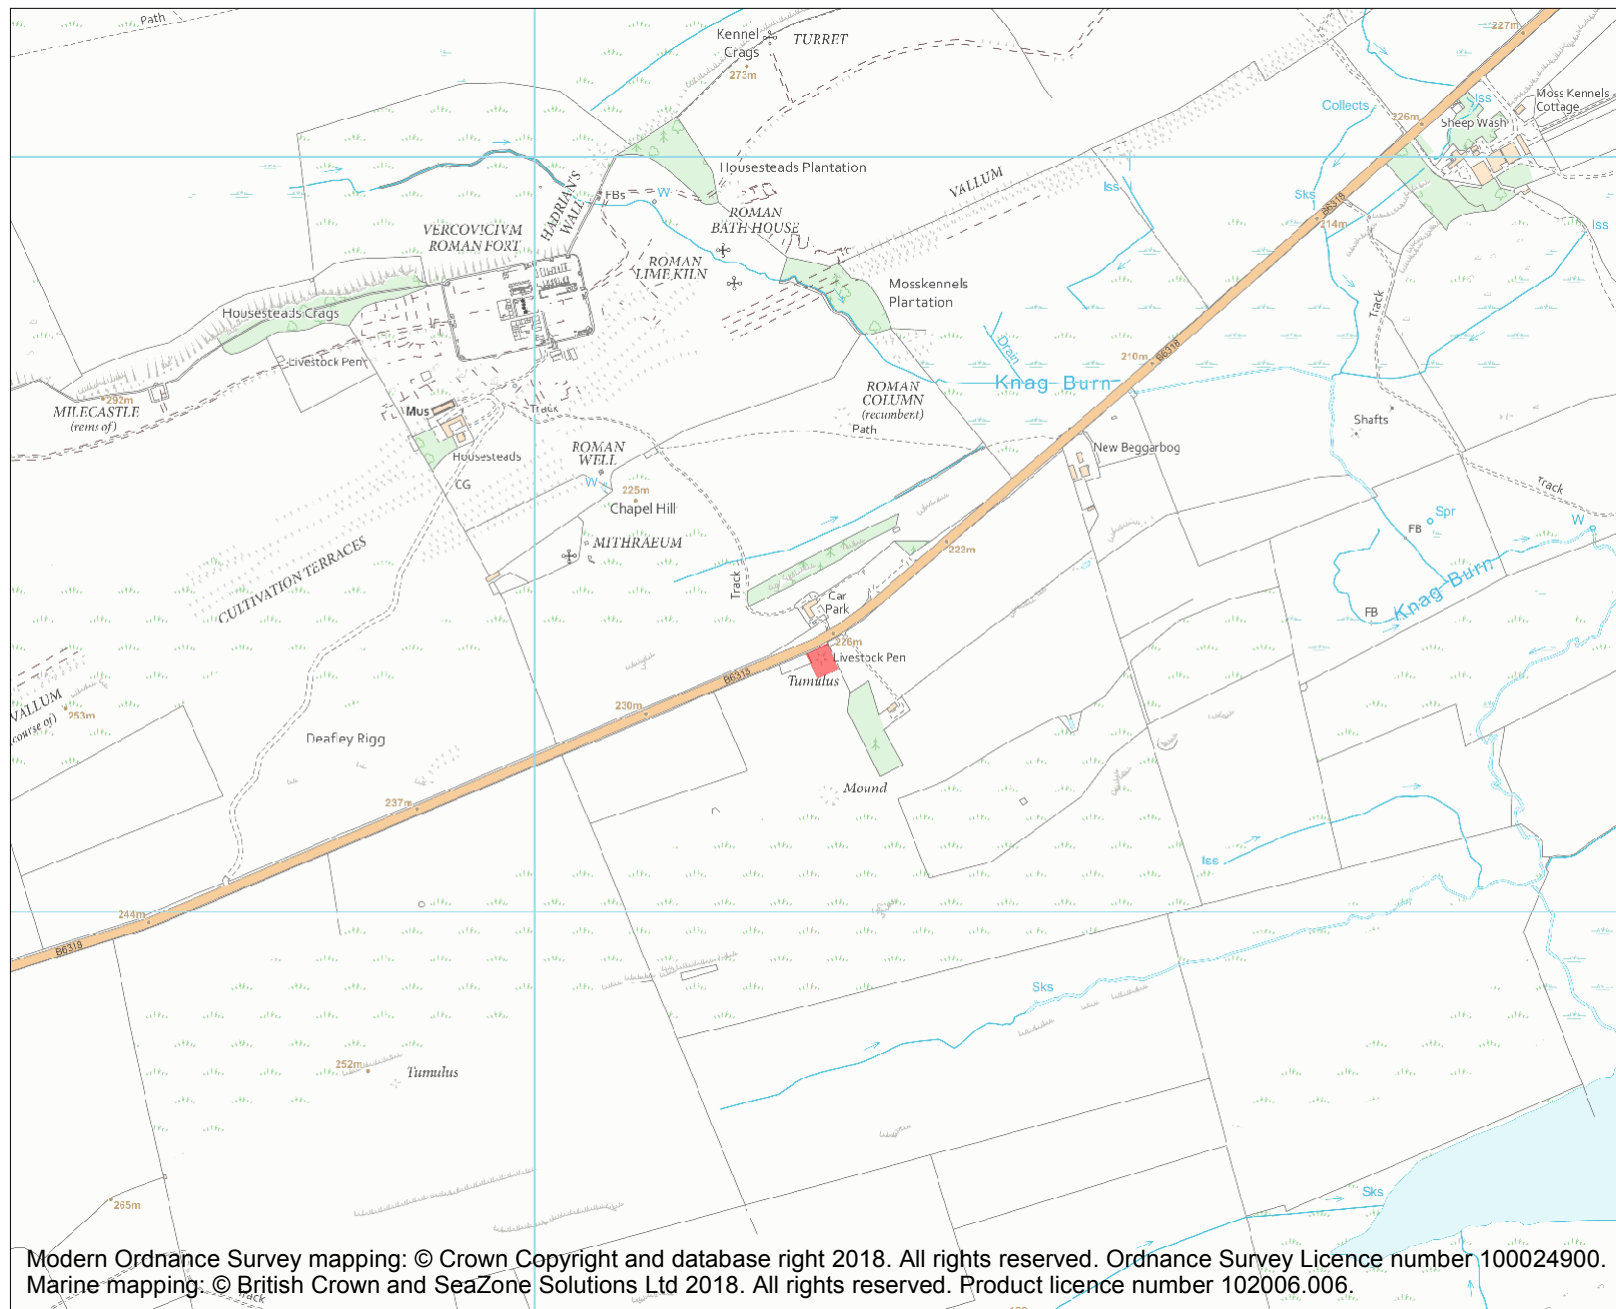 Path
Kennel
Crags
273m
TURRET
227m
Moss Kennels
Cottage
Iss
Sheep Wash
Collects
226m
Housesteads Plantation
HADRIAN'S
WALL
FBs
W
VALLUM
Iss
Sks
B6318
214m
Iss
ROMAN
BATH HOUSE
VERCOVICIVM
ROMAN FORT
ROMAN
LIME KILN
Mosskennels
Plantation
Track
Housesteads Crags
Livestock Pen
Drain
210m
B6318
Knag Burn
292m
MILECASTLE
(rems of)
Mus
Track
ROMAN
COLUMN
(recumbent)
Path
Shafts
Housesteads
ROMAN
WELL
W
New Beggarbog
CG
225m
Chapel Hill
Track
Spr
W
FB
MITHRAEUM
CULTIVATION TERRACES
222m
Track
Car
Park
Knag Burn
FB
226m
Livestock Pen
Tumulus
B6318
VALLUM
(course of)
253m
230m
Deafley Rigg
Mound
237m
Iss
244m
B6318
Sks
252m
Tumulus
265m
Sks
Modern Ordnance Survey mapping: © Crown Copyright and database right 2018. All rights reserved. Ordnance Survey Licence number 100024900.
Marine mapping: © British Crown and SeaZone Solutions Ltd 2018. All rights reserved. Product licence number 102006.006.
Track